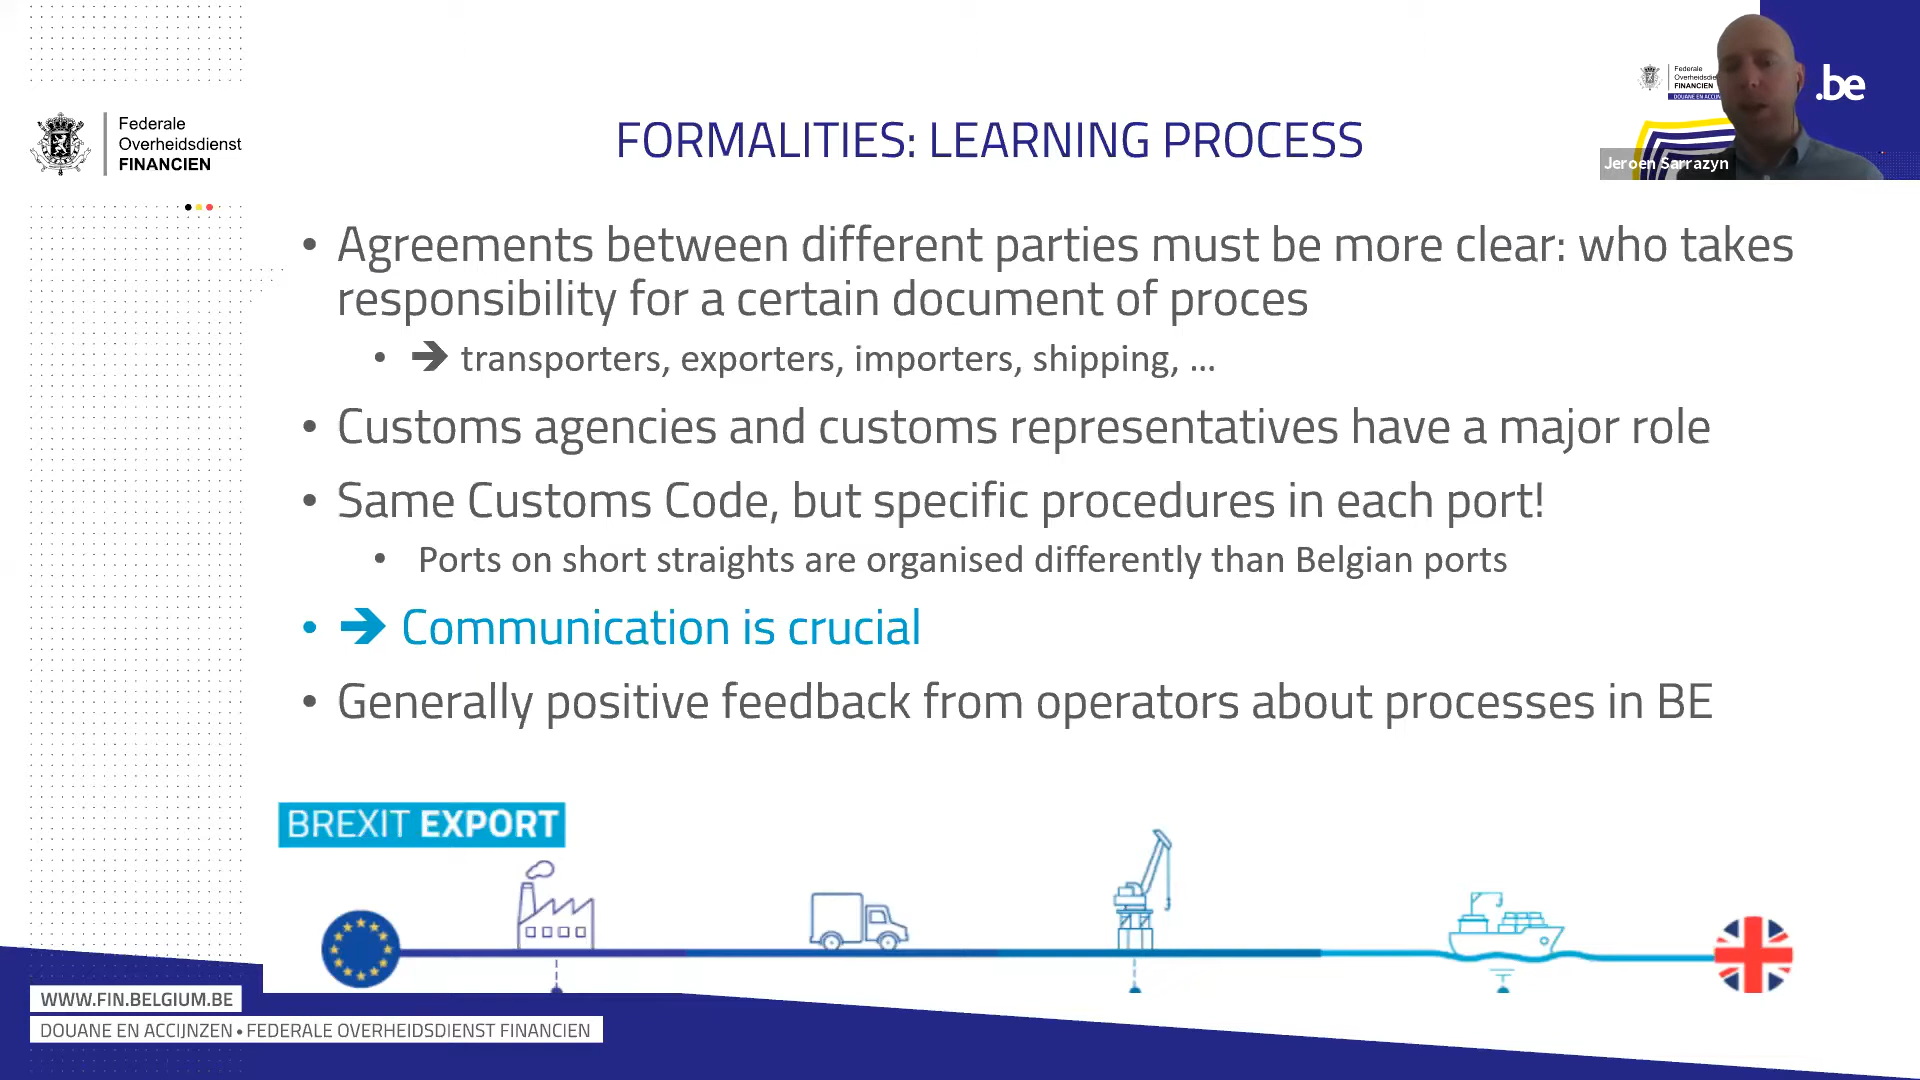 Federale
Overheidsdienst
FINANCIEN
FORMALITIES: LEARNING PROCESS
Federale
FINANCIEN
.be
Jeroen Sarrazyn
• Agreements between different parties must be more clear: who takes
responsibility for a certain document of proces
• ➔ transporters, exporters, importers, shipping, ...
• Customs agencies and customs representatives have a major role
• Same Customs Code, but specific procedures in each port!
• Ports on short straights are organised differently than Belgian ports
• ➔ Communication is crucial
• Generally positive feedback from operators about processes in BE
BREXIT EXPORT
WWW.FIN.BELGIUM.BE
DOUANE EN ACCIJNZEN • FEDERALE OVERHEIDSDIENST FINANCIEN